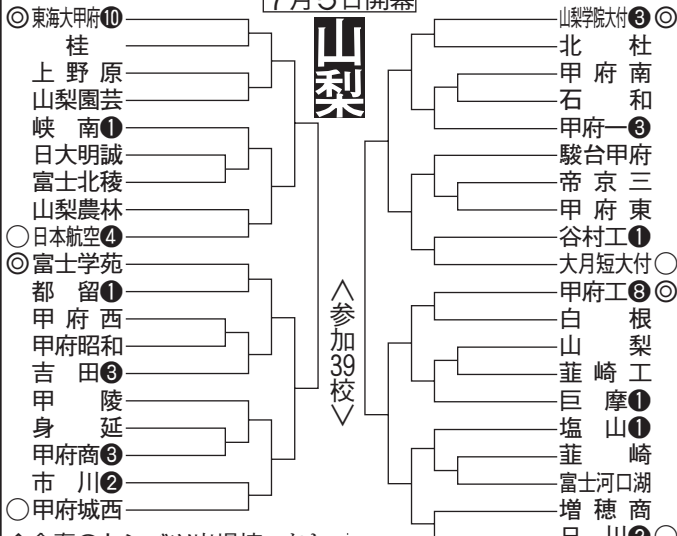 7月5日開幕
山梨
◎東海大甲府❿
桂
上野原
山梨園芸
峡南❶
日大明誠
富士北稜
山梨農林
○日本航空❹
◎富士学苑
都留❶
甲府西
甲府昭和
吉田❸
甲陵
身延
甲府商❸
市川❷
○甲府城西
〈参加39校〉
山梨学院大付❸◎
北杜
甲府南
石和
甲府一❸
駿台甲府
帝京三
甲府東
谷村工❶
大月短大付○
甲府工❽◎
白根
山梨
韮崎工
巨摩❶
塩山❶
韮崎
富士河口湖
増穂商
日川❷○